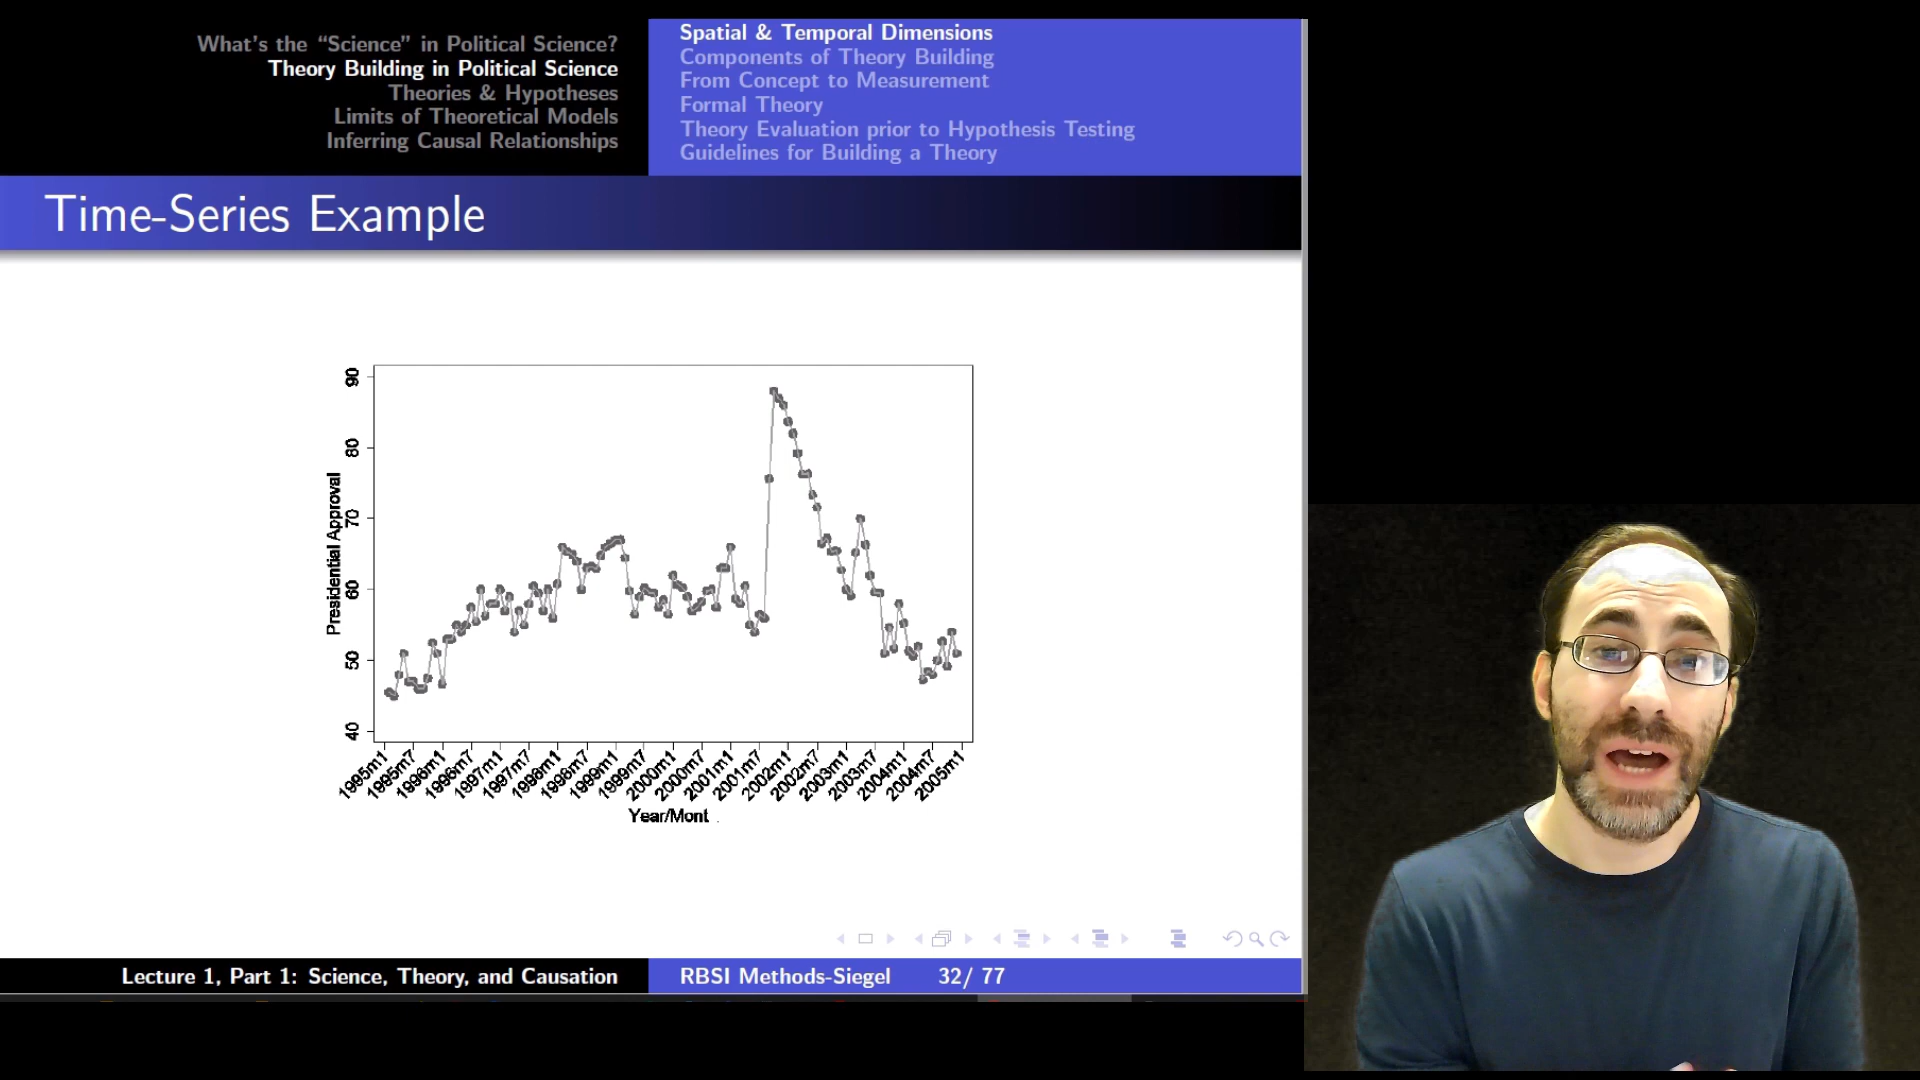 What's the “Science” in Political Science?
Theory Building in Political Science
Theories & Hypotheses
Limits of Theoretical Models
Inferring Causal Relationships
Spatial & Temporal Dimensions
Components of Theory Building
From Concept to Measurement
Formal Theory
Theory Evaluation prior to Hypothesis Testing
Guidelines for Building a Theory
Time-Series Example
Presidential Approval
90
80
70
60
50
40
1995m1
1995m7
1996m1
1996m7
1997m1
1997m7
1998m1
1998m7
1999m1
1999m7
2000m1
2000m7
2001m1
2001m7
2002m1
2002m7
2003m1
2003m7
2004m1
2004m7
2005m1
Year/Mont
Lecture 1, Part 1: Science, Theory, and Causation
RBSI Methods-Siegel 32/ 77